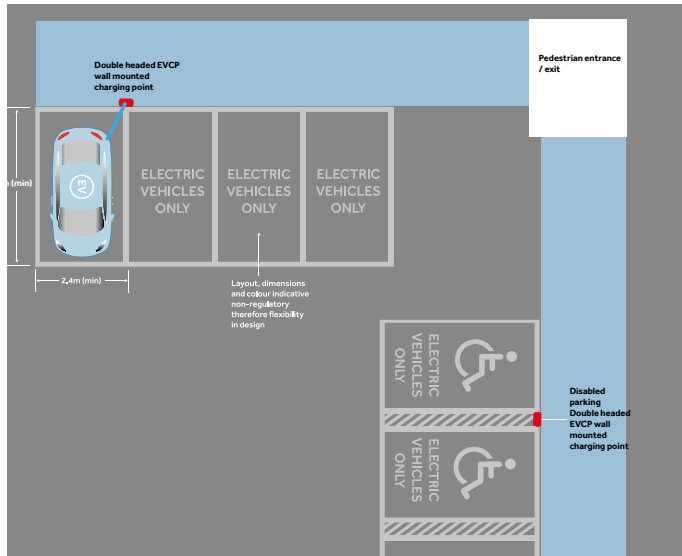 Double headed EVCP
wall mounted
charging point
Pedestrian entrance
/ exit
(min)
EV
ELECTRIC
VEHICLES
ONLY
ELECTRIC
VEHICLES
ONLY
ELECTRIC
VEHICLES
ONLY
2.4m (min)
Layout, dimensions
and colour indicative
non-regulatory
therefore flexibility
in design
ELECTRIC
VEHICLES
ONLY
Disabled
parking
Double headed
EVCP wall
mounted
charging point
ELECTRIC
VEHICLES
ONLY